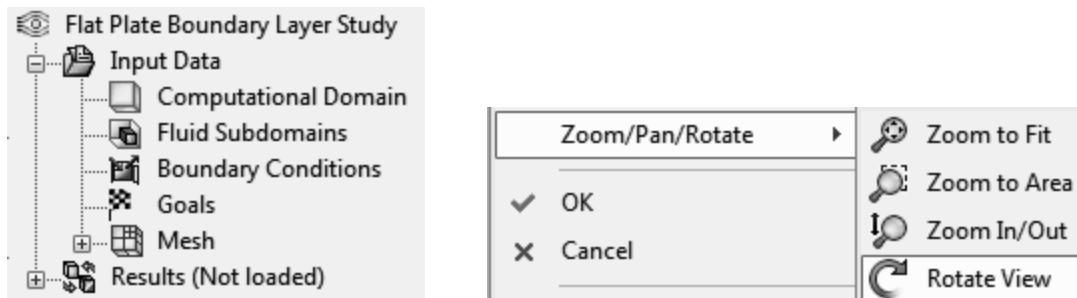 Flat Plate Boundary Layer Study
Input Data
Computational Domain
Fluid Subdomains
Boundary Conditions
Goals
Mesh
Results (Not loaded)
Zoom/Pan/Rotate
OK
Cancel
Zoom to Fit
Zoom to Area
Zoom In/Out
Rotate View